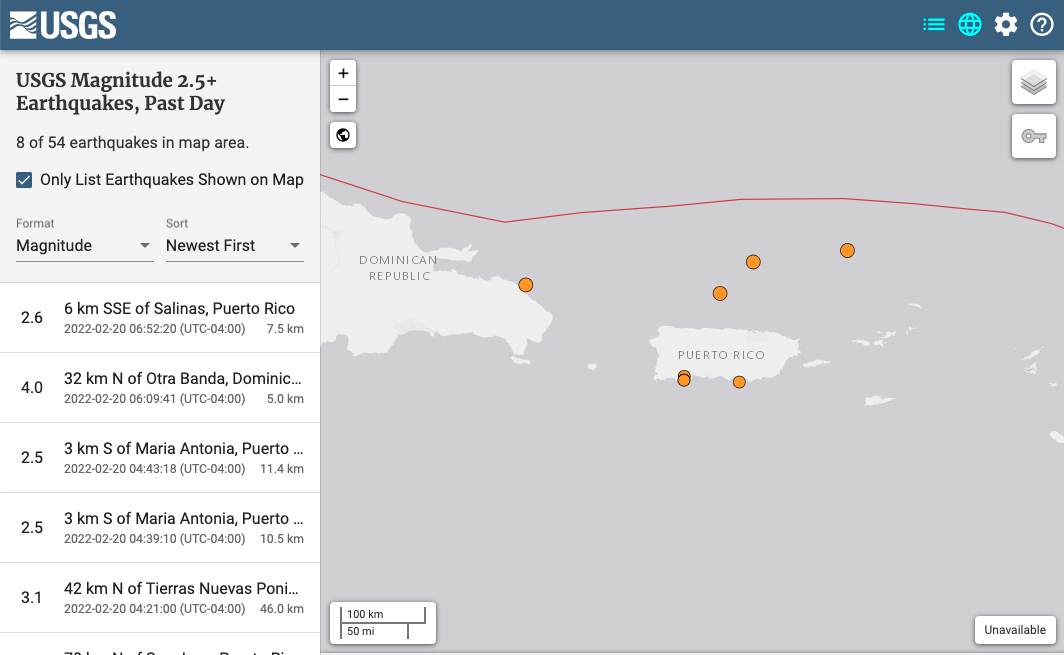 USGS
USGS Magnitude 2.5+
Earthquakes, Past Day
8 of 54 earthquakes in map area.
Only List Earthquakes Shown on Map
Format
Sort
Magnitude
Newest First
2.6
6 km SSE of Salinas, Puerto Rico
2022-02-20 06:52:20 (UTC-04:00) 7.5 km
4.0
32 km N of Otra Banda, Dominic...
2022-02-20 06:09:41 (UTC-04:00) 5.0 km
2.5
3 km S of Maria Antonia, Puerto ...
2022-02-20 04:43:18 (UTC-04:00) 11.4 km
2.5
3 km S of Maria Antonia, Puerto ...
2022-02-20 04:39:10 (UTC-04:00) 10.5 km
3.1
42 km N of Tierras Nuevas Poni...
2022-02-20 04:21:00 (UTC-04:00) 46.0 km
+
−
DOMINICAN
REPUBLIC
PUERTO RICO
100 km
50 mi
Unavailable